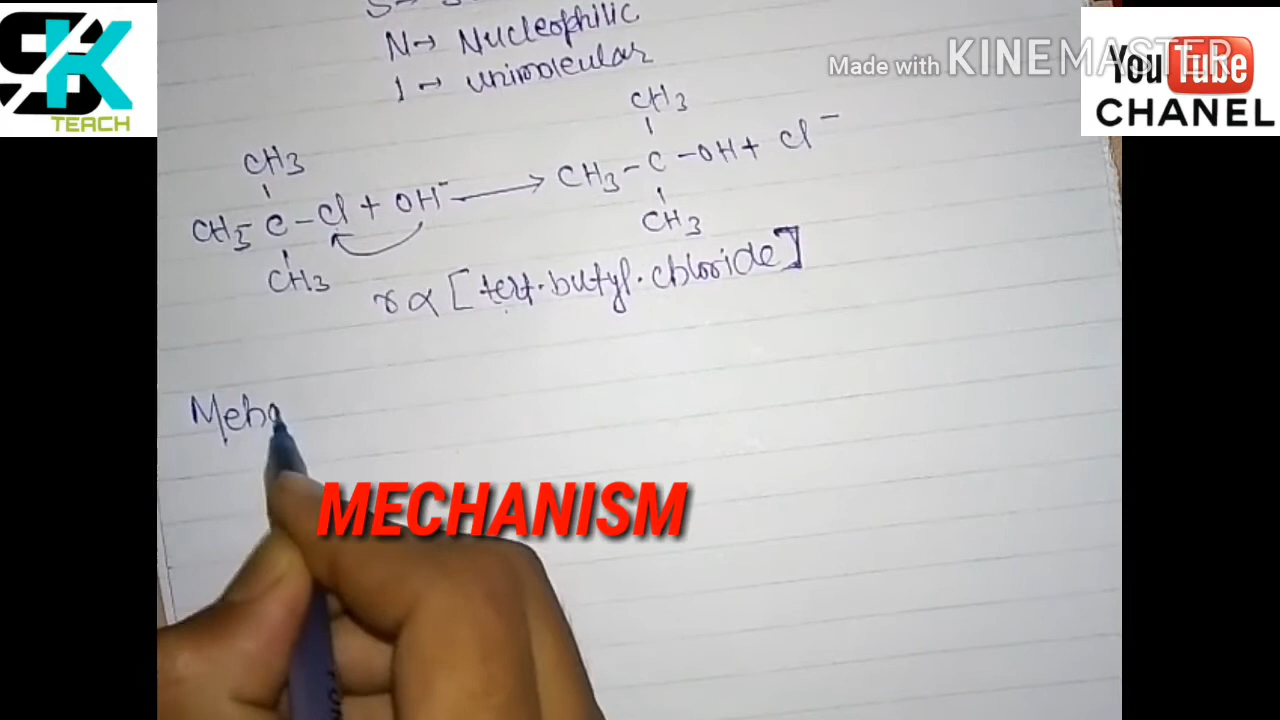 SK
TEACH
Made with KINEMASTER
YouTube
CHANEL
N→ Nucleophilic
1→ unimolecular
CH3 CH3
CH3 - C - Cl + OH⁻ ⟶ CH3 - C - OH + Cl⁻
CH3 CH3
r α [tert.butyl.chloride]
Meha
MECHANISM